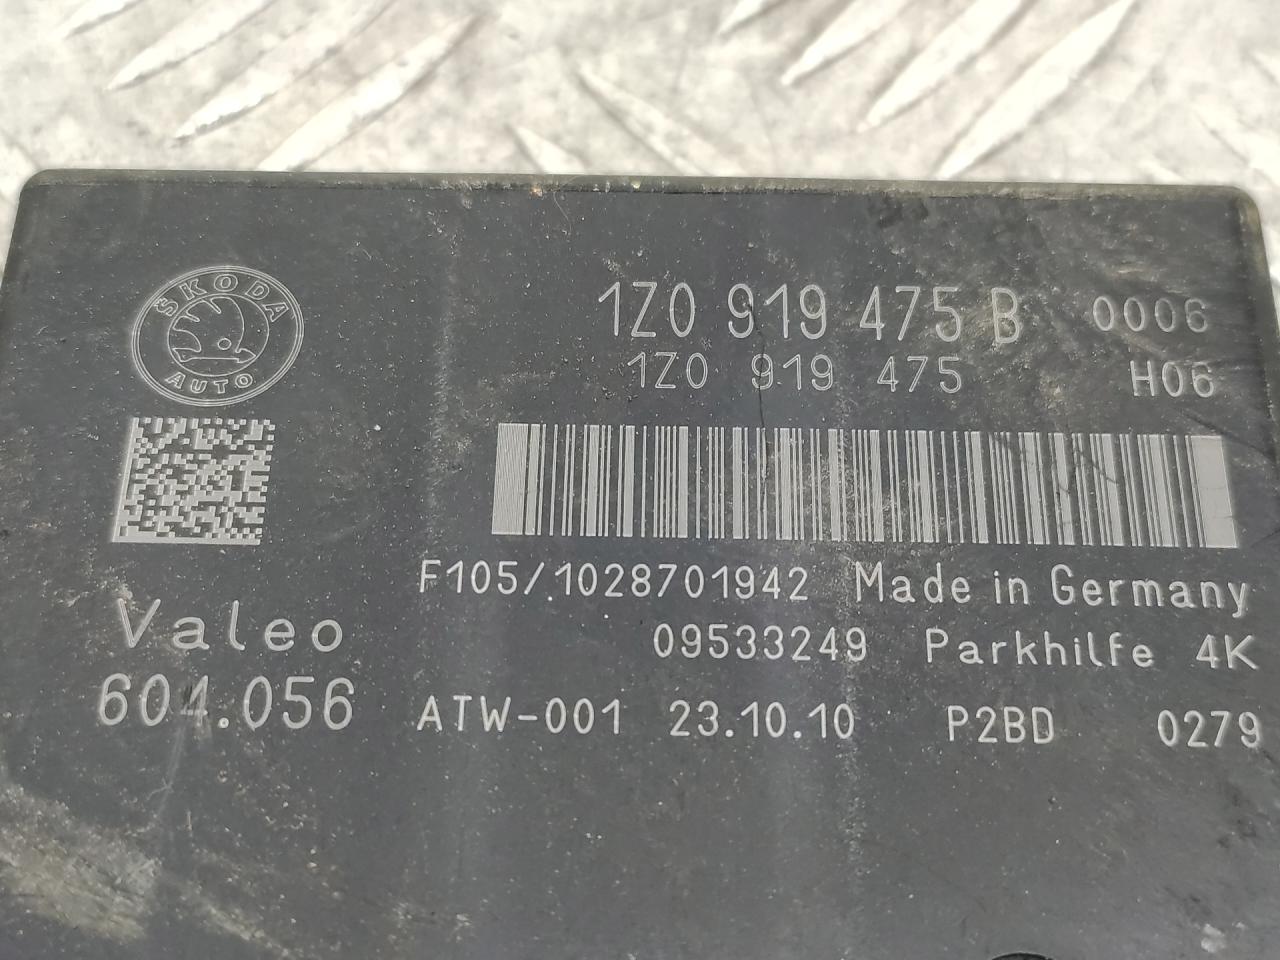 ŠKODA
AUTO
1Z0 919 475 B 0006
1Z0 919 475 H06
F105/1028701942 Made in Germany
Valeo
09533249 Parkhilfe 4K
604.056
ATW-001 23.10.10 P2BD 0279